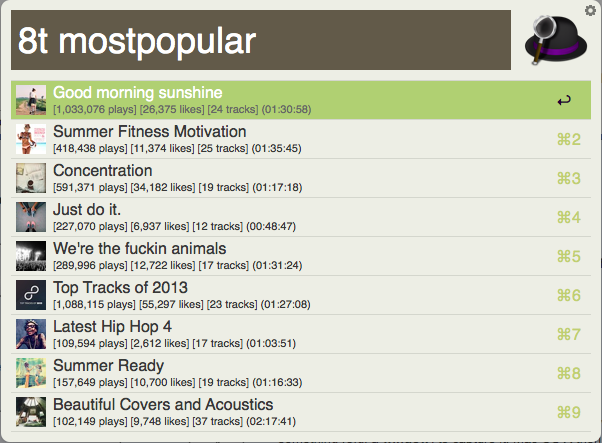 8t mostpopular
Good morning sunshine
[1,033,076 plays] [26,375 likes] [24 tracks] (01:30:58)
Summer Fitness Motivation
[418,438 plays] [11,374 likes] [25 tracks] (01:35:45)
⌘2
Concentration
[591,371 plays] [34,182 likes] [19 tracks] (01:17:18)
⌘3
Just do it.
[227,070 plays] [6,937 likes] [12 tracks] (00:48:47)
⌘4
We're the fuckin animals
[289,996 plays] [12,722 likes] [17 tracks] (01:31:24)
⌘5
Top Tracks of 2013
[1,088,115 plays] [55,297 likes] [23 tracks] (01:27:08)
⌘6
Latest Hip Hop 4
[109,594 plays] [2,612 likes] [17 tracks] (01:03:51)
⌘7
Summer Ready
[157,649 plays] [10,700 likes] [19 tracks] (01:16:33)
⌘8
Beautiful Covers and Acoustics
[102,149 plays] [9,748 likes] [37 tracks] (02:17:41)
⌘9